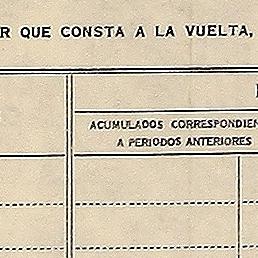 R QUE CONSTA A LA VUELTA,
ACUMULADOS CORRESPONDIEN
A PERIODOS ANTERIORES